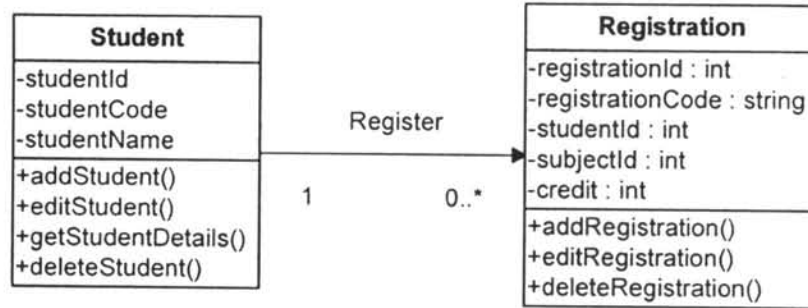 Student
-studentId
-studentCode
-studentName
+addStudent()
+editStudent()
+getStudentDetails()
+deleteStudent()
Register
1
0..*
Registration
-registrationId : int
-registrationCode : string
-studentId : int
-subjectId : int
-credit : int
+addRegistration()
+editRegistration()
+deleteRegistration()